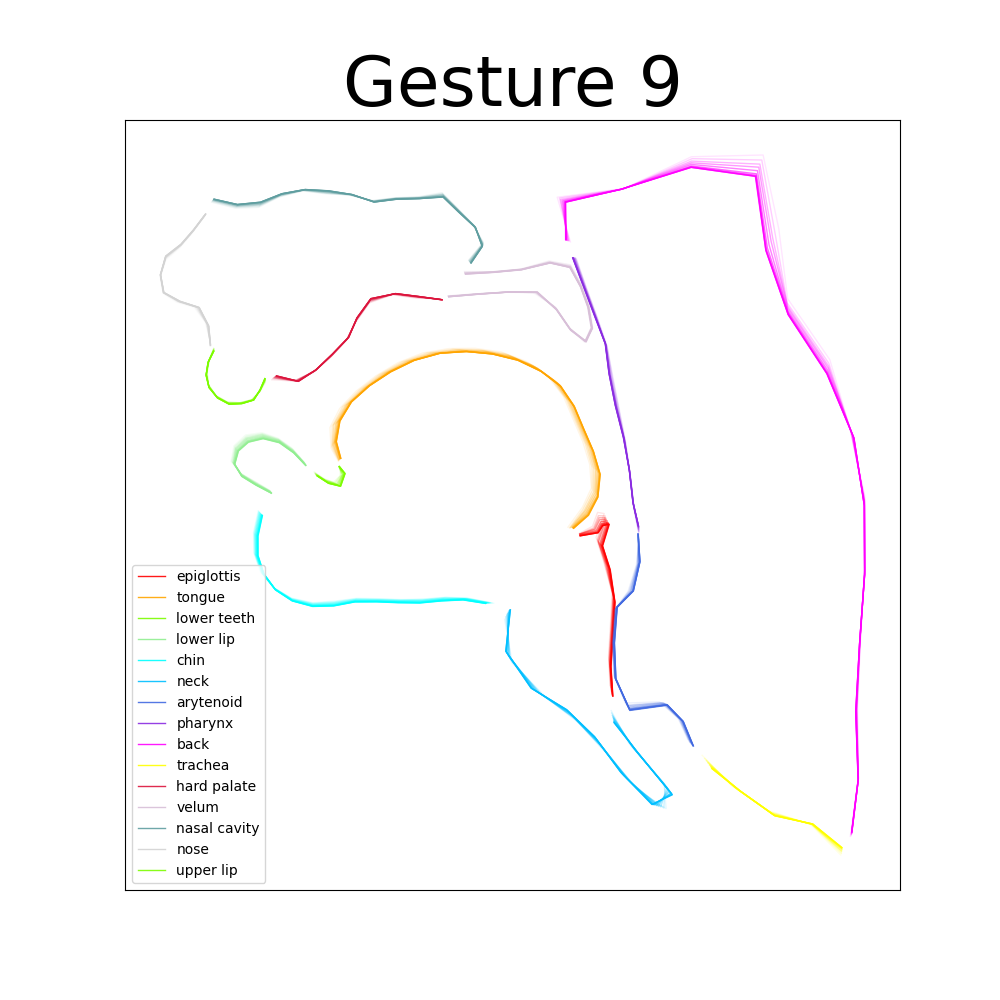 Gesture 9
epiglottis
tongue
lower teeth
lower lip
chin
neck
arytenoid
pharynx
back
trachea
hard palate
velum
nasal cavity
nose
upper lip